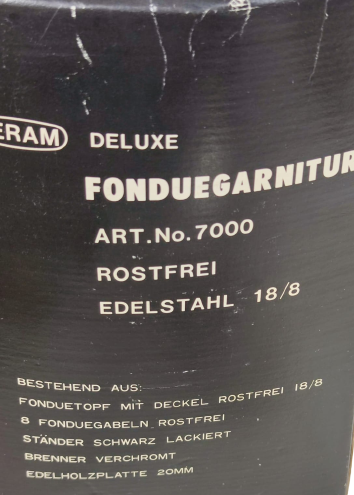 ERAM DELUXE
FONDUEGARNITUR
ART.No.7000
ROSTFREI
EDELSTAHL 18/8
BESTEHEND AUS:
FONDUETOPF MIT DECKEL ROSTFREI 18/8
8 FONDUEGABELN ROSTFREI
STÄNDER SCHWARZ LACKIERT
BRENNER VERCHROMT
EDELHOLZPLATTE 20MM